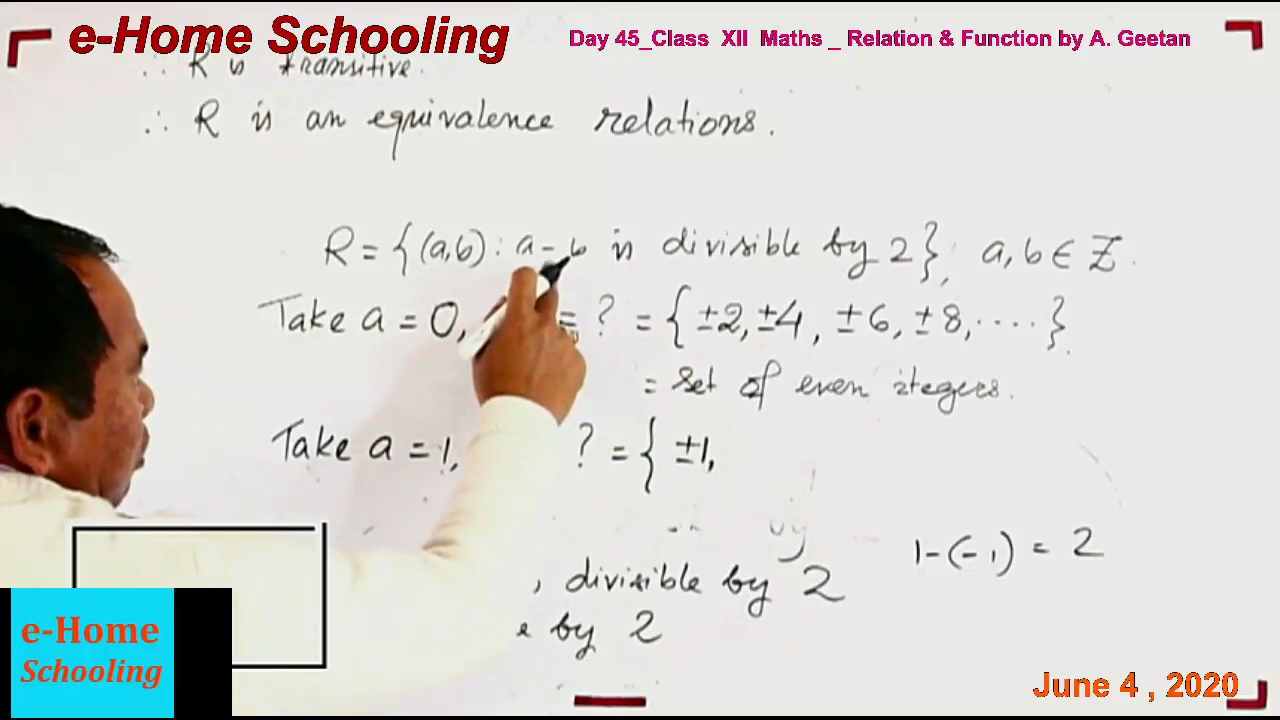 e-Home Schooling
Day 45_Class XII Maths _ Relation & Function by A. Geetan
∴ R is transitive.
∴ R is an equivalence relations.
R = {(a,b) : a - b is divisible by 2}, a, b ∈ Z.
Take a = 0, = ? = {±2, ±4, ±6, ±8, ....}.
= set of even itegers.
Take a = 1, ? = { ±1,
1-(-1) = 2
, divisible by 2
by 2
e-Home
Schooling
June 4 , 2020